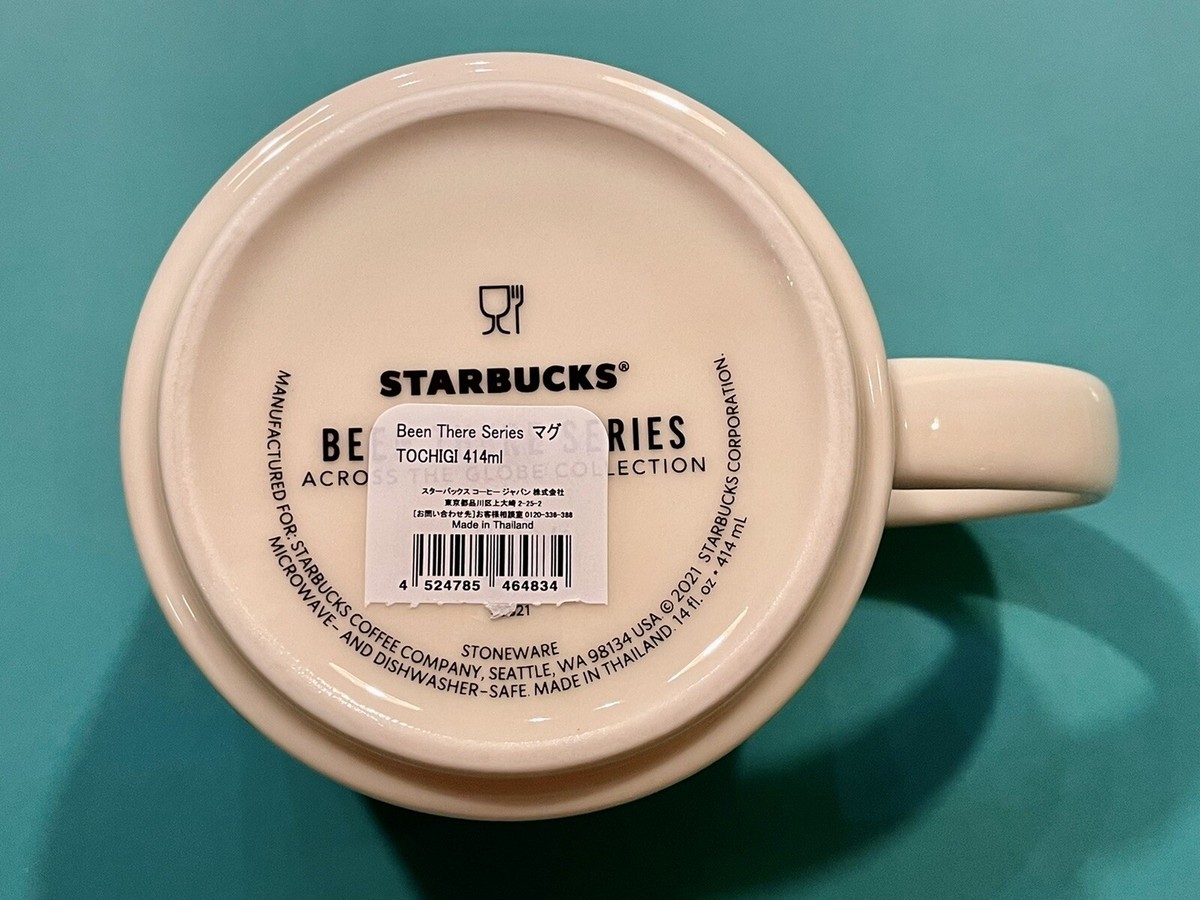 STARBUCKS®
BEEN THERE SERIES
ACROSS THE GLOBE COLLECTION
Been There Series マグ
TOCHIGI 414ml
スターバックス コーヒー ジャパン 株式会社
東京都品川区上大崎 2-25-2
[お問い合わせ先]お客様相談室 0120-336-388
Made in Thailand
4 524785 464834
21
STONEWARE
MANUFACTURED FOR: STARBUCKS COFFEE COMPANY, SEATTLE, WA 98134 USA © 2021 STARBUCKS CORPORATION.
MICROWAVE- AND DISHWASHER-SAFE. MADE IN THAILAND. 14 fl. oz • 414 mL